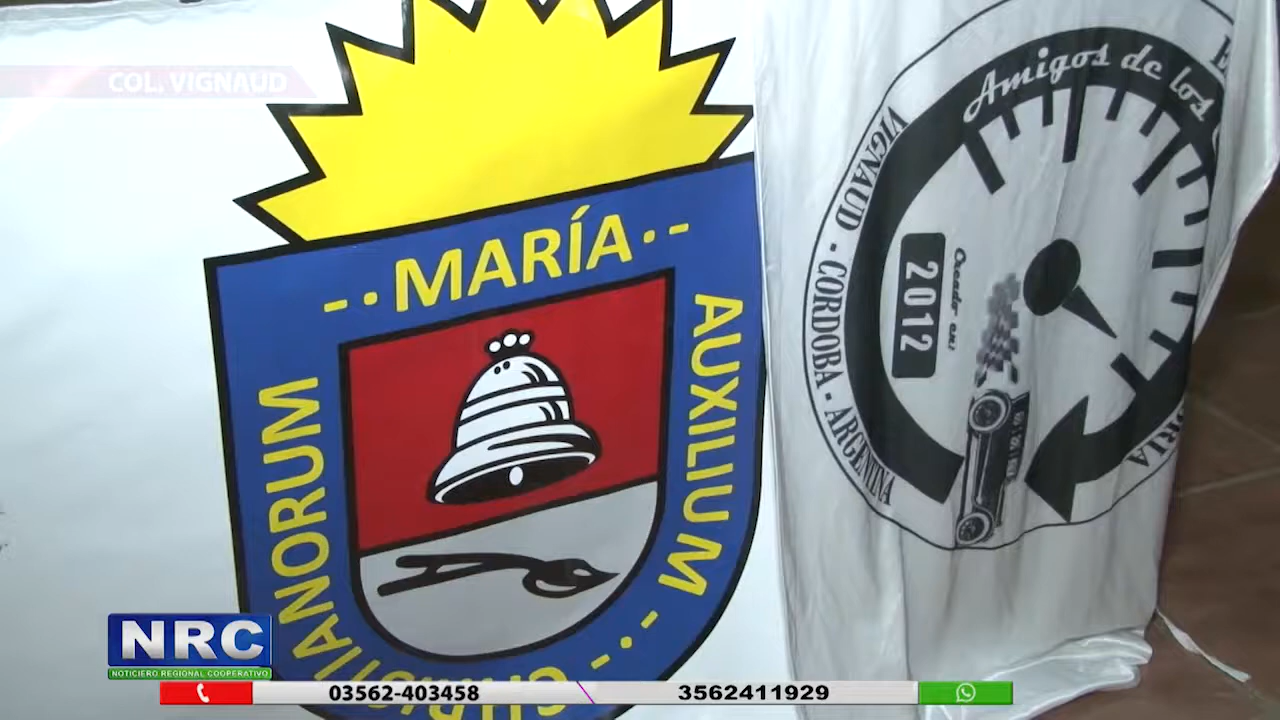 COL. VIGNAUD
MARÍA
AUXILIUM
CHRISTIANORUM
Amigos de los
VIGNAUD - CORDOBA - ARGENTINA
Creado en:
2012
NRC
NOTICIERO REGIONAL COOPERATIVO
03562-403458
3562411929